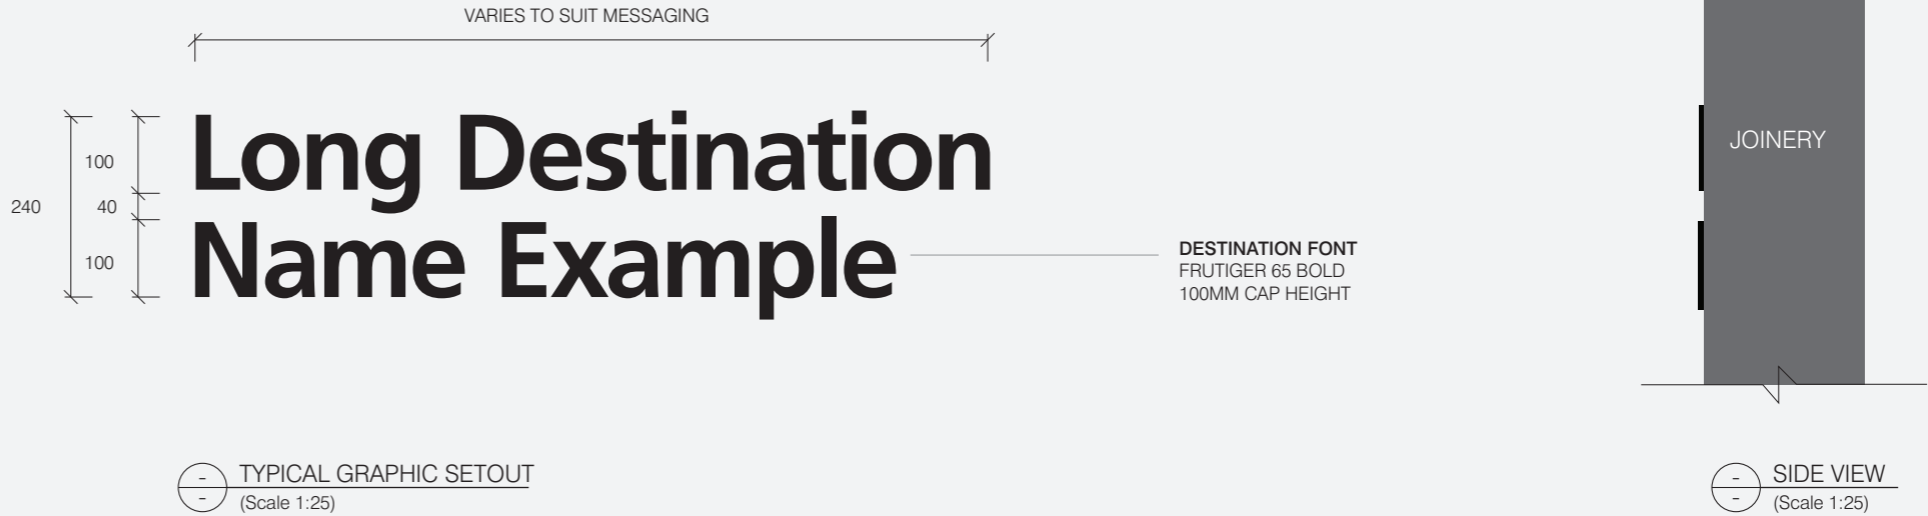 VARIES TO SUIT MESSAGING
240
100
40
100
Long Destination
Name Example
DESTINATION FONT
FRUTIGER 65 BOLD
100MM CAP HEIGHT
JOINERY
- -
TYPICAL GRAPHIC SETOUT
(Scale 1:25)
- -
SIDE VIEW
(Scale 1:25)